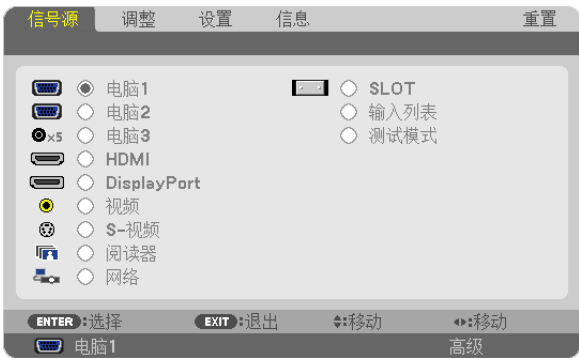 信号源 调整 设置 信息 重置
电脑1
电脑2
×5 电脑3
HDMI
DisplayPort
视频
S-视频
阅读器
网络
SLOT
输入列表
测试模式
ENTER:选择 EXIT:退出 :移动 :移动
电脑1 高级